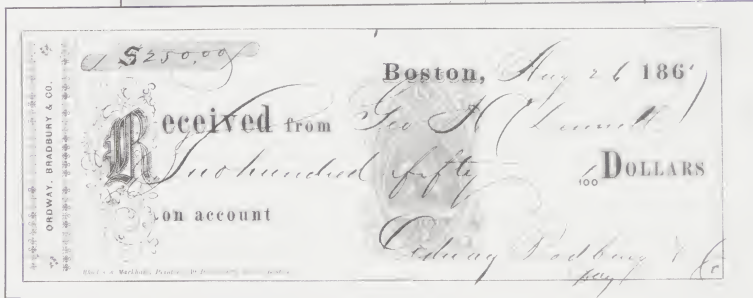 ORDWAY, BRADBURY & CO.
$250.00
Boston, Aug 26 186
Received from Geo H
Two hundred fifty /100 DOLLARS
on account
Ordway Bradbury & Co